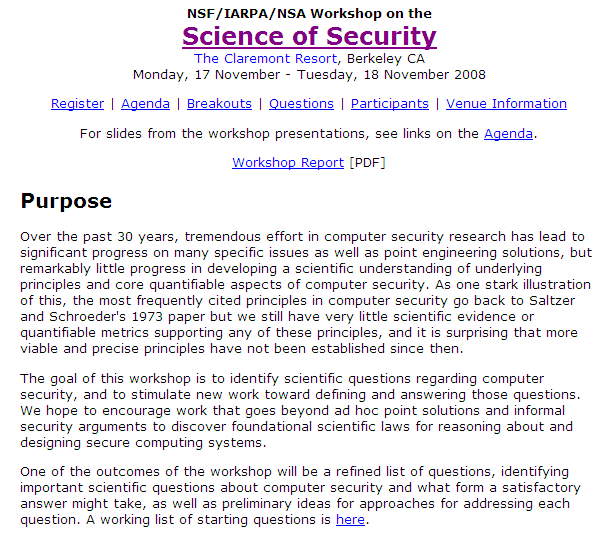 NSF/IARPA/NSA Workshop on the
Science of Security
The Claremont Resort, Berkeley CA
Monday, 17 November - Tuesday, 18 November 2008
Register | Agenda | Breakouts | Questions | Participants | Venue Information
For slides from the workshop presentations, see links on the Agenda.
Workshop Report [PDF]
Purpose
Over the past 30 years, tremendous effort in computer security research has lead to
significant progress on many specific issues as well as point engineering solutions, but
remarkably little progress in developing a scientific understanding of underlying
principles and core quantifiable aspects of computer security. As one stark illustration
of this, the most frequently cited principles in computer security go back to Saltzer
and Schroeder's 1973 paper but we still have very little scientific evidence or
quantifiable metrics supporting any of these principles, and it is surprising that more
viable and precise principles have not been established since then.
The goal of this workshop is to identify scientific questions regarding computer
security, and to stimulate new work toward defining and answering those questions.
We hope to encourage work that goes beyond ad hoc point solutions and informal
security arguments to discover foundational scientific laws for reasoning about and
designing secure computing systems.
One of the outcomes of the workshop will be a refined list of questions, identifying
important scientific questions about computer security and what form a satisfactory
answer might take, as well as preliminary ideas for approaches for addressing each
question. A working list of starting questions is here.